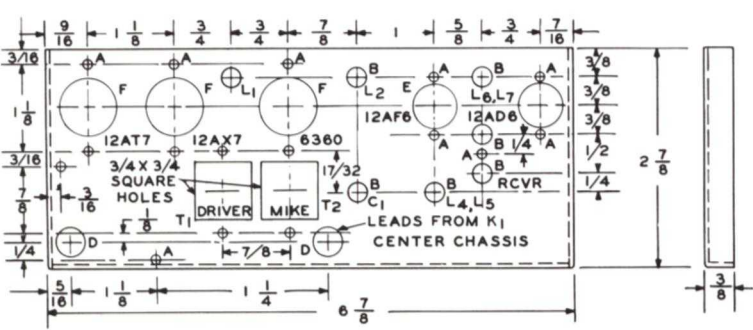 9/16 1 1/8 3/4 3/4 7/8 1 5/8 3/4 7/16
3/16 A A A B B A 3/8
F F F L1 L2 E L6,L7
1 1/8 12AF6 12AD6 3/8 3/8
12AT7 12AX7 6360 A B A
3/16 3/4 X 3/4 17/32 A 1/4 1/2
SQUARE B B B RCVR
7/8 3/16 HOLES C1 L4,L5 1/4
T1 DRIVER MIKE T2
1/8 LEADS FROM K1
D D CENTER CHASSIS
1/4 A 7/8
2 7/8
5/16 1 1/8 1 1/4 3/8
6 7/8